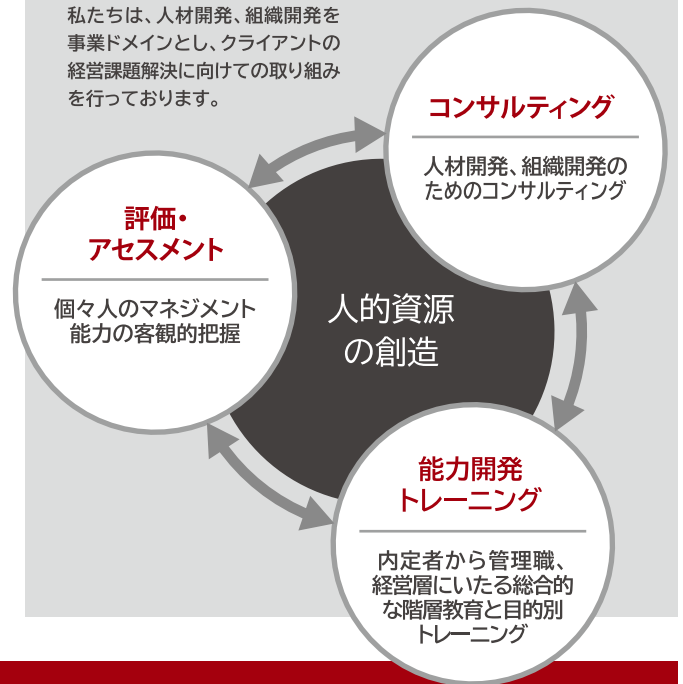 私たちは、人材開発、組織開発を
事業ドメインとし、クライアントの
経営課題解決に向けての取り組み
を行っております。
コンサルティング
人材開発、組織開発の
ためのコンサルティング
評価・
アセスメント
個々人のマネジメント
能力の客観的把握
人的資源
の創造
能力開発
トレーニング
内定者から管理職、
経営層にいたる総合的
な階層教育と目的別
トレーニング